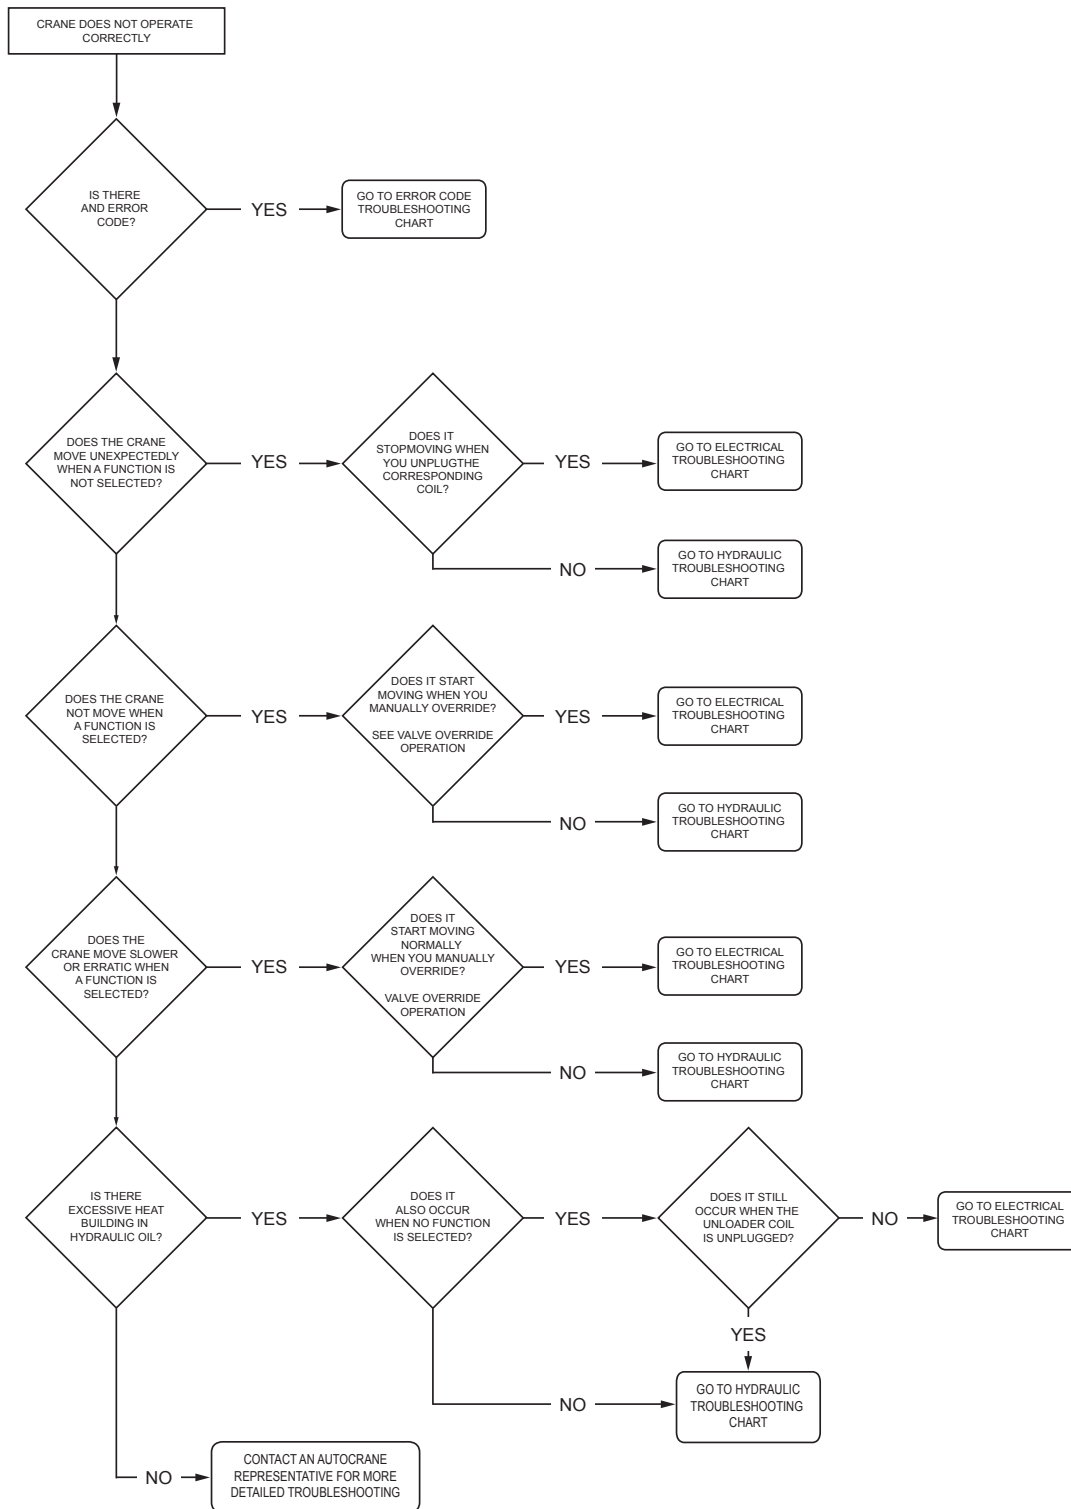 CRANE DOES NOT OPERATE
CORRECTLY
IS THERE
AND ERROR
CODE?
YES
GO TO ERROR CODE
TROUBLESHOOTING
CHART
DOES THE CRANE
MOVE UNEXPECTEDLY
WHEN A FUNCTION IS
NOT SELECTED?
YES
DOES IT
STOPMOVING WHEN
YOU UNPLUGTHE
CORRESPONDING
COIL?
YES
GO TO ELECTRICAL
TROUBLESHOOTING
CHART
NO
GO TO HYDRAULIC
TROUBLESHOOTING
CHART
DOES THE CRANE
NOT MOVE WHEN
A FUNCTION IS
SELECTED?
YES
DOES IT START
MOVING WHEN YOU
MANUALLY OVERRIDE?
SEE VALVE OVERRIDE
OPERATION
YES
GO TO ELECTRICAL
TROUBLESHOOTING
CHART
NO
GO TO HYDRAULIC
TROUBLESHOOTING
CHART
DOES THE
CRANE MOVE SLOWER
OR ERRATIC WHEN
A FUNCTION IS
SELECTED?
YES
DOES IT
START MOVING
NORMALLY
WHEN YOU MANUALLY
OVERRIDE?
VALVE OVERRIDE
OPERATION
YES
GO TO ELECTRICAL
TROUBLESHOOTING
CHART
NO
GO TO HYDRAULIC
TROUBLESHOOTING
CHART
IS THERE
EXCESSIVE HEAT
BUILDING IN
HYDRAULIC OIL?
YES
DOES IT
ALSO OCCUR
WHEN NO FUNCTION
IS SELECTED?
YES
DOES IT STILL
OCCUR WHEN THE
UNLOADER COIL
IS UNPLUGGED?
NO
GO TO ELECTRICAL
TROUBLESHOOTING
CHART
YES
NO
GO TO HYDRAULIC
TROUBLESHOOTING
CHART
NO
CONTACT AN AUTOCRANE
REPRESENTATIVE FOR MORE
DETAILED TROUBLESHOOTING